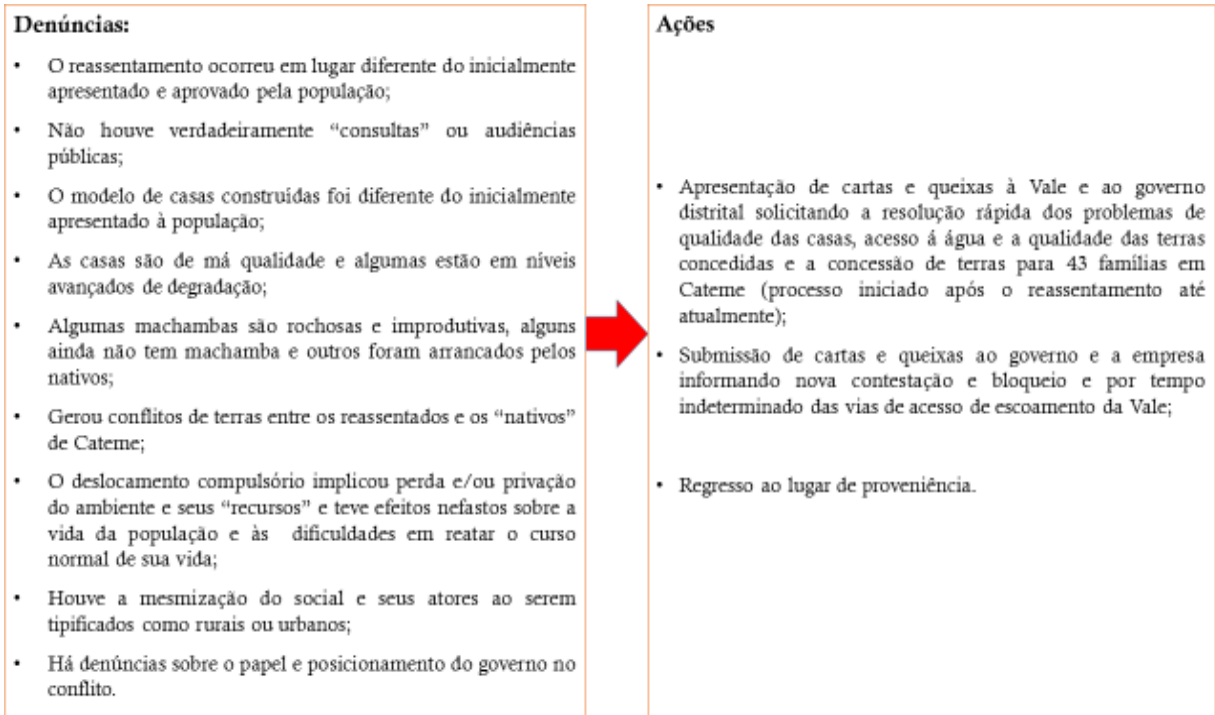 Denúncias:
• O reassentamento ocorreu em lugar diferente do inicialmente
apresentado e aprovado pela população;
• Não houve verdadeiramente “consultas” ou audiências
públicas;
• O modelo de casas construídas foi diferente do inicialmente
apresentado à população;
• As casas são de má qualidade e algumas estão em níveis
avançados de degradação;
• Algumas machambas são rochosas e improdutivas, alguns
ainda não tem machamba e outros foram arrancados pelos
nativos;
• Gerou conflitos de terras entre os reassentados e os “nativos”
de Cateme;
• O deslocamento compulsório implicou perda e/ou privação
do ambiente e seus “recursos” e teve efeitos nefastos sobre a
vida da população e às dificuldades em reatar o curso
normal de sua vida;
• Houve a mesmização do social e seus atores ao serem
tipificados como rurais ou urbanos;
• Há denúncias sobre o papel e posicionamento do governo no
conflito.
Ações
• Apresentação de cartas e queixas à Vale e ao governo
distrital solicitando a resolução rápida dos problemas de
qualidade das casas, acesso á água e a qualidade das terras
concedidas e a concessão de terras para 43 famílias em
Cateme (processo iniciado após o reassentamento até
atualmente);
• Submissão de cartas e queixas ao governo e a empresa
informando nova contestação e bloqueio e por tempo
indeterminado das vias de acesso de escoamento da Vale;
• Regresso ao lugar de proveniência.